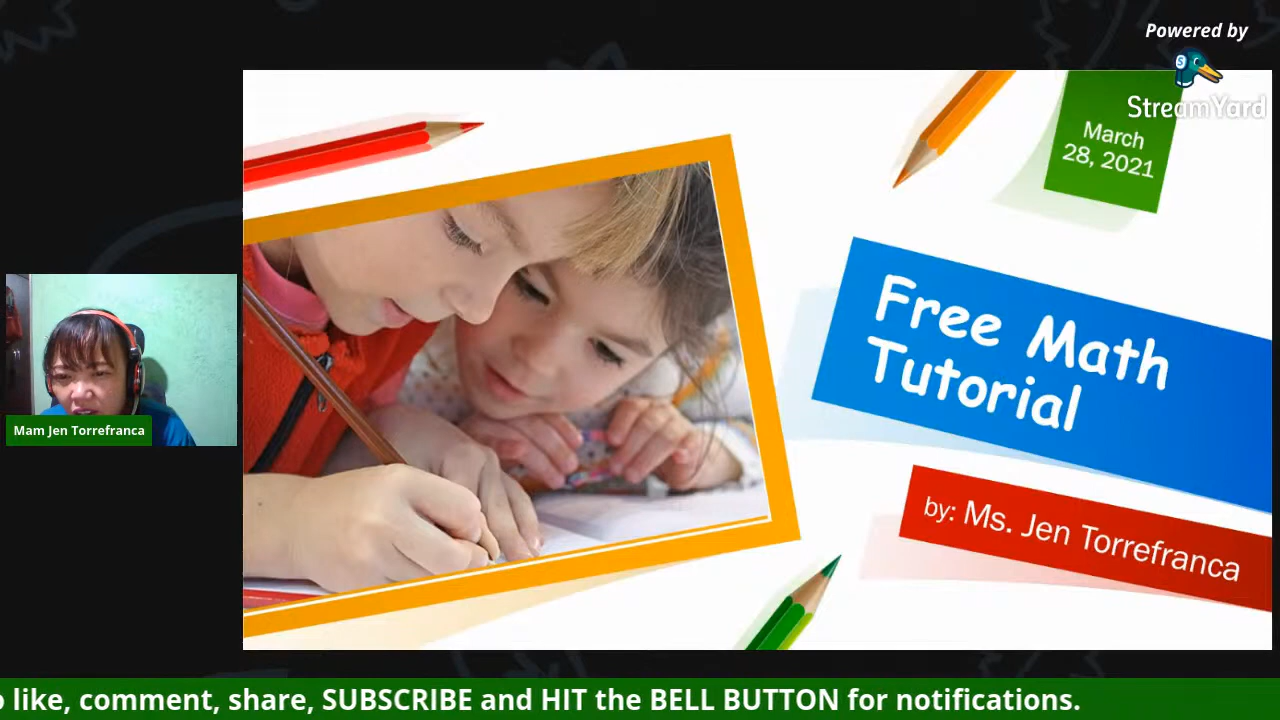 Powered by
StreamYard
March
28, 2021
Free Math
Tutorial
by: Ms. Jen Torrefranca
Mam Jen Torrefranca
like, comment, share, SUBSCRIBE and HIT the BELL BUTTON for notifications.